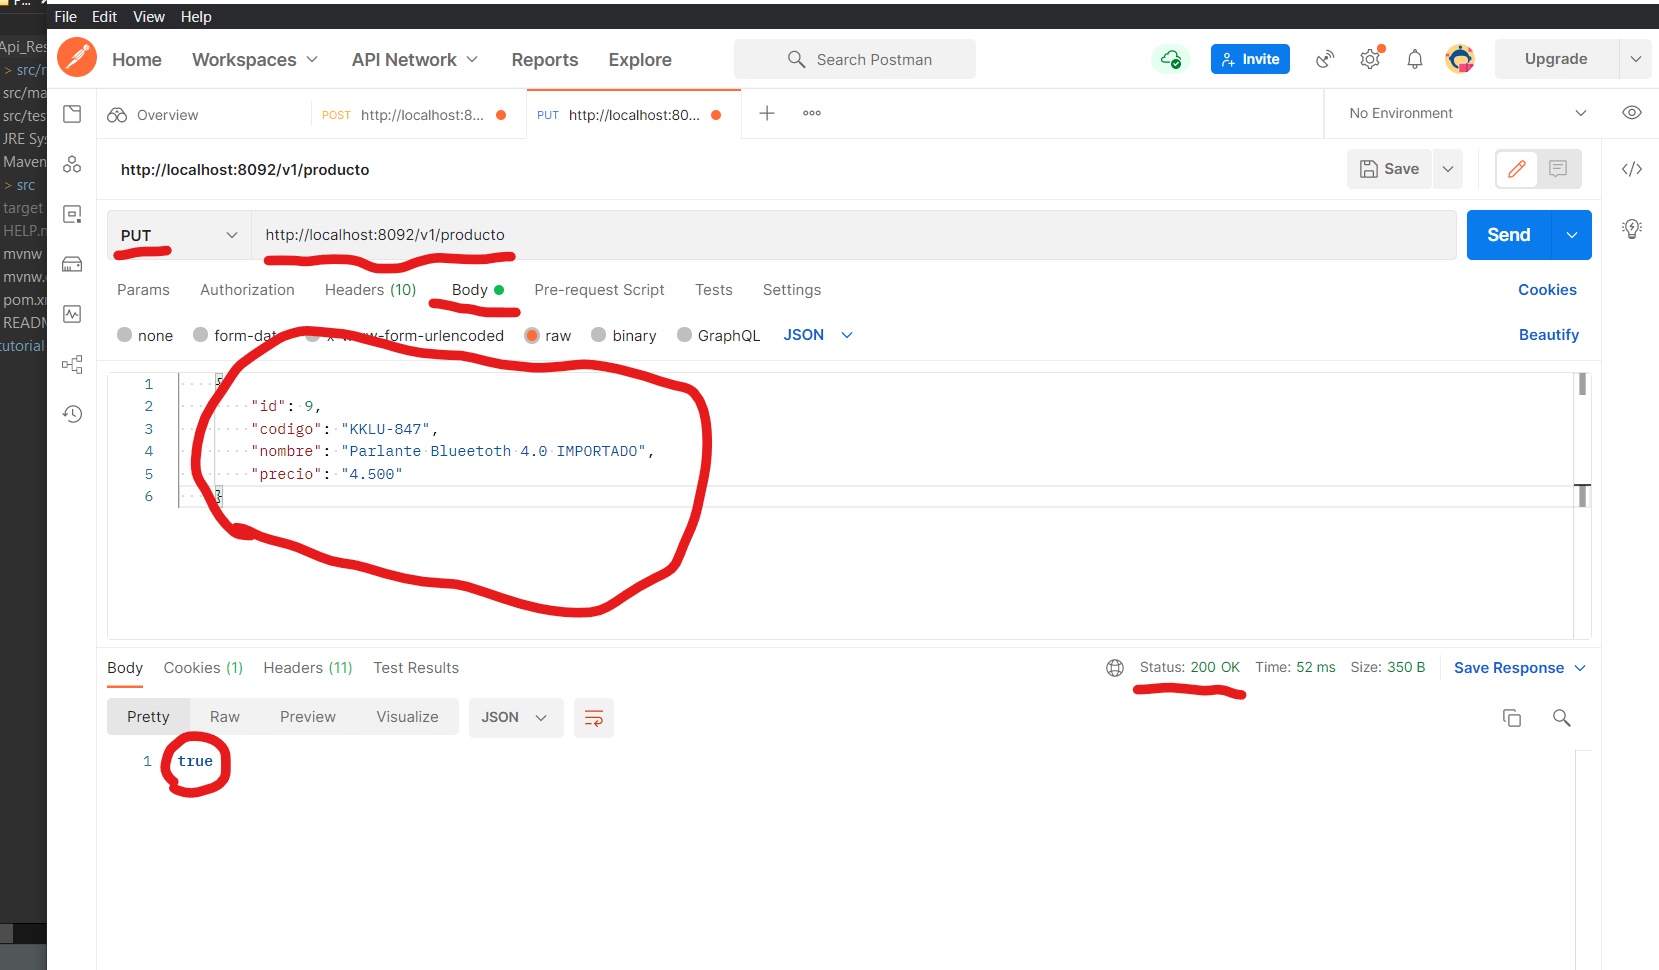 P...
File Edit View Help
Api_Res
> src/r
src/ma
src/tes
JRE Sys
Maven
> src
target
HELP.n
mvnw
mvnw.
pom.xn
READM
tutorial
Home Workspaces API Network Reports Explore
Search Postman
Invite
Upgrade
Overview
POST http://localhost:8...
PUT http://localhost:80...
No Environment
http://localhost:8092/v1/producto
Save
PUT http://localhost:8092/v1/producto
Send
Params Authorization Headers (10) Body Pre-request Script Tests Settings
Cookies
none form-dat x-www-form-urlencoded raw binary GraphQL JSON
Beautify
1 {
2 "id": 9,
3 "codigo": "KKLU-847",
4 "nombre": "Parlante Blueetoth 4.0 IMPORTADO",
5 "precio": "4.500"
6 }
Body Cookies (1) Headers (11) Test Results
Status: 200 OK Time: 52 ms Size: 350 B
Save Response
Pretty Raw Preview Visualize JSON
1 true